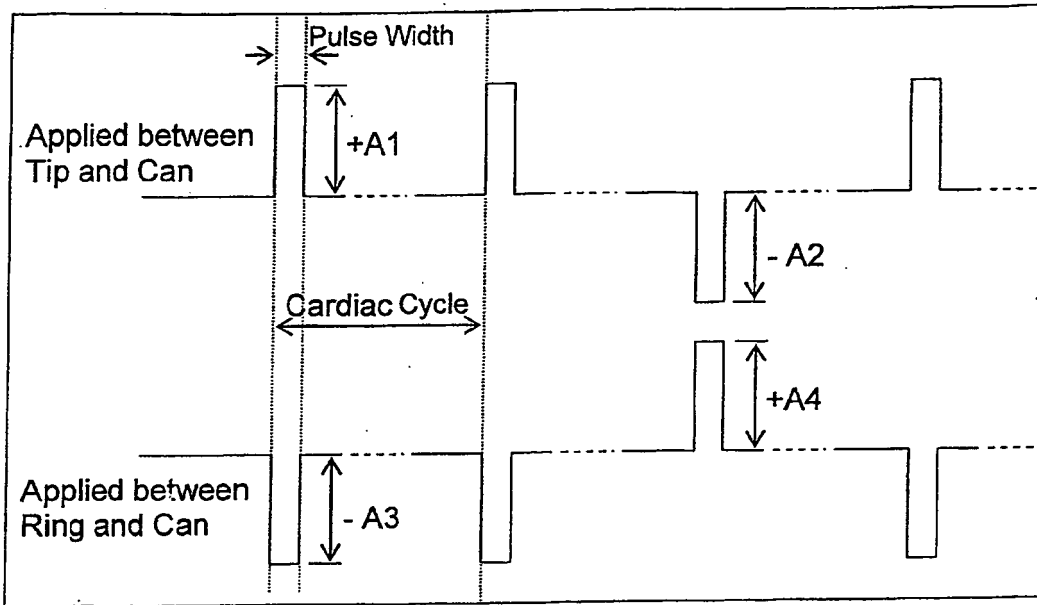 Pulse Width
Applied between
Tip and Can
+A1
- A2
Cardiac Cycle
+A4
Applied between
Ring and Can
- A3